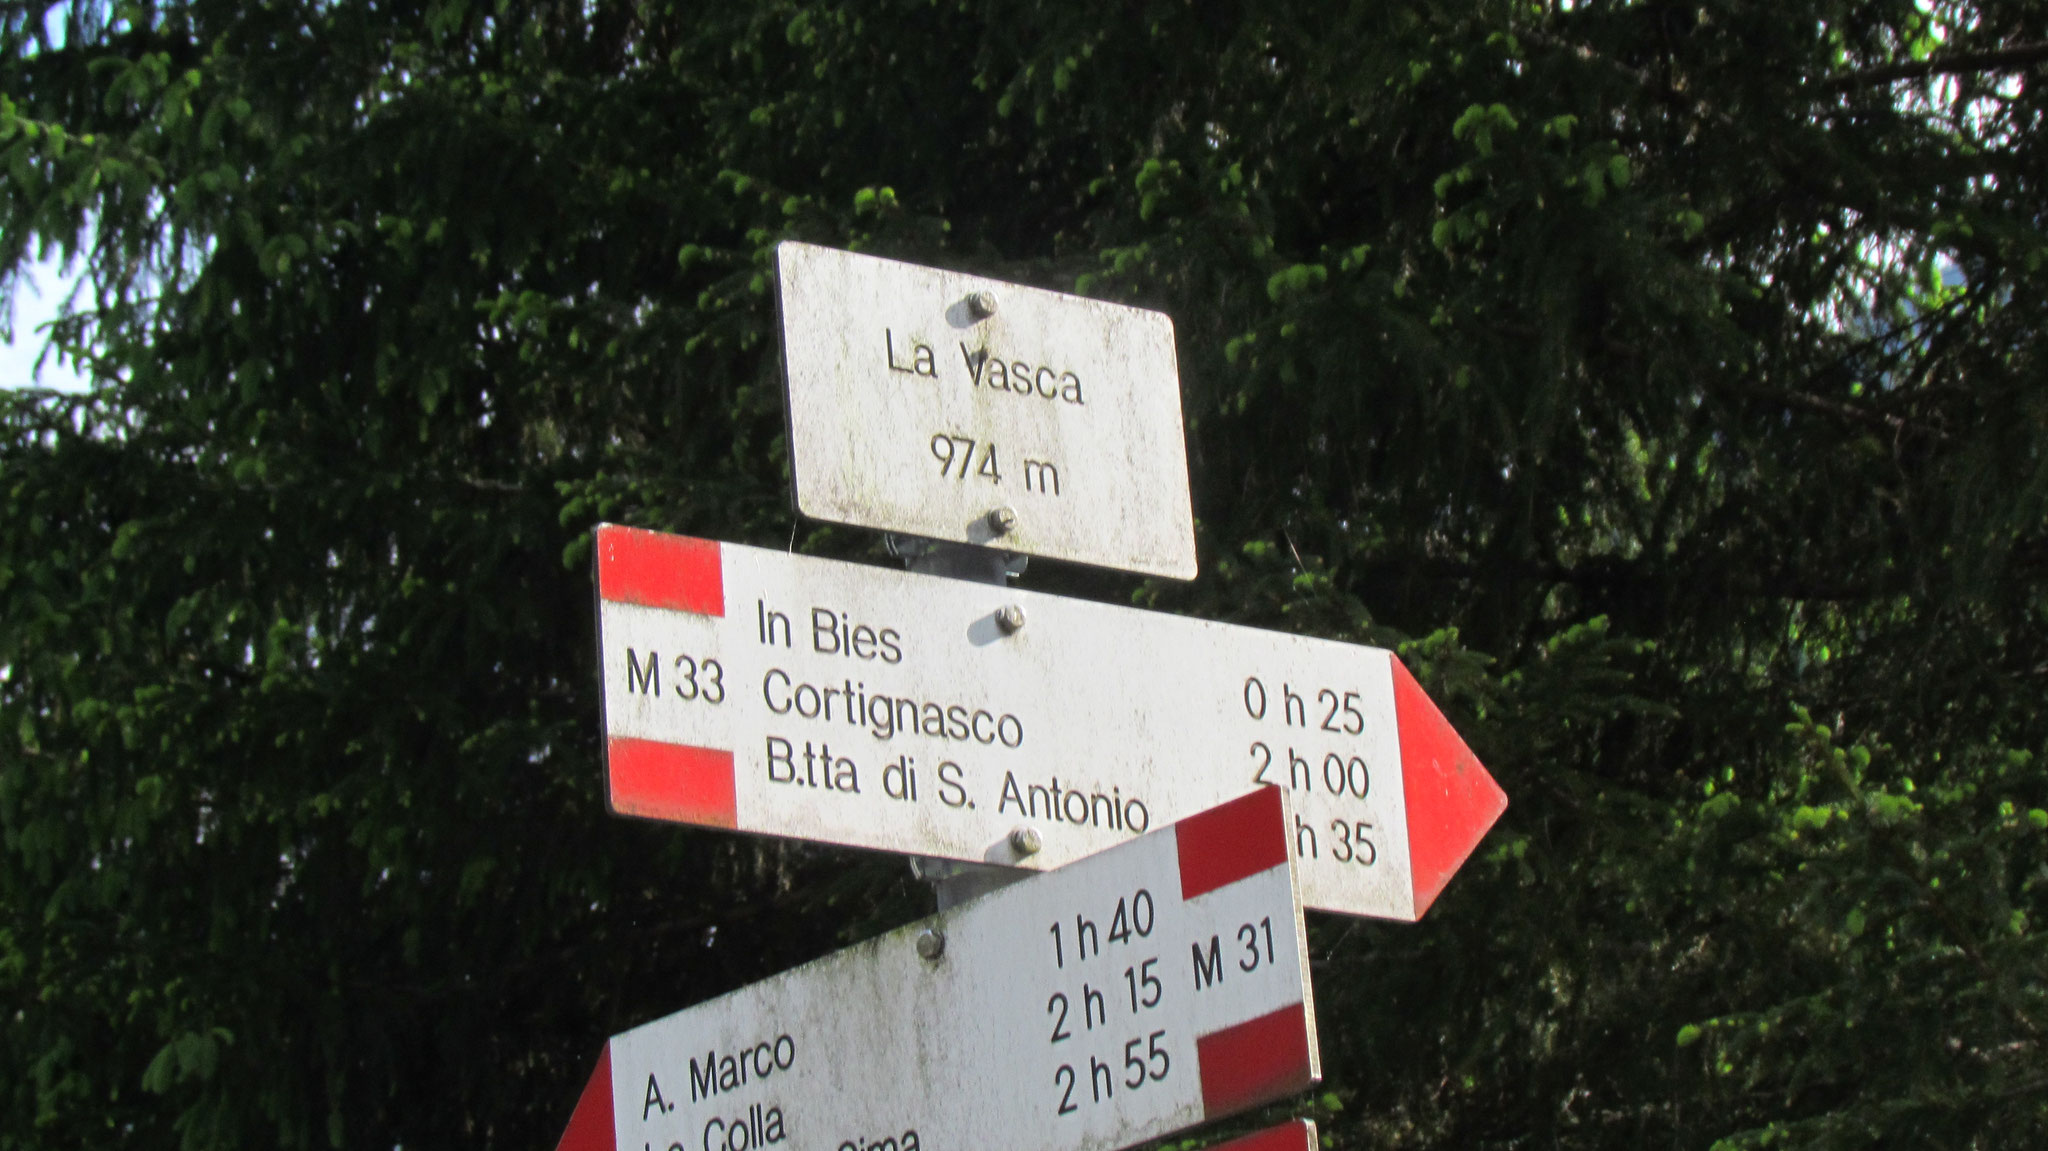 La Vasca
974 m
M 33
In Bies 0 h 25
Cortignasco 2 h 00
B.tta di S. Antonio h 35
A. Marco 1 h 40
La Colla 2 h 15
2 h 55
M 31